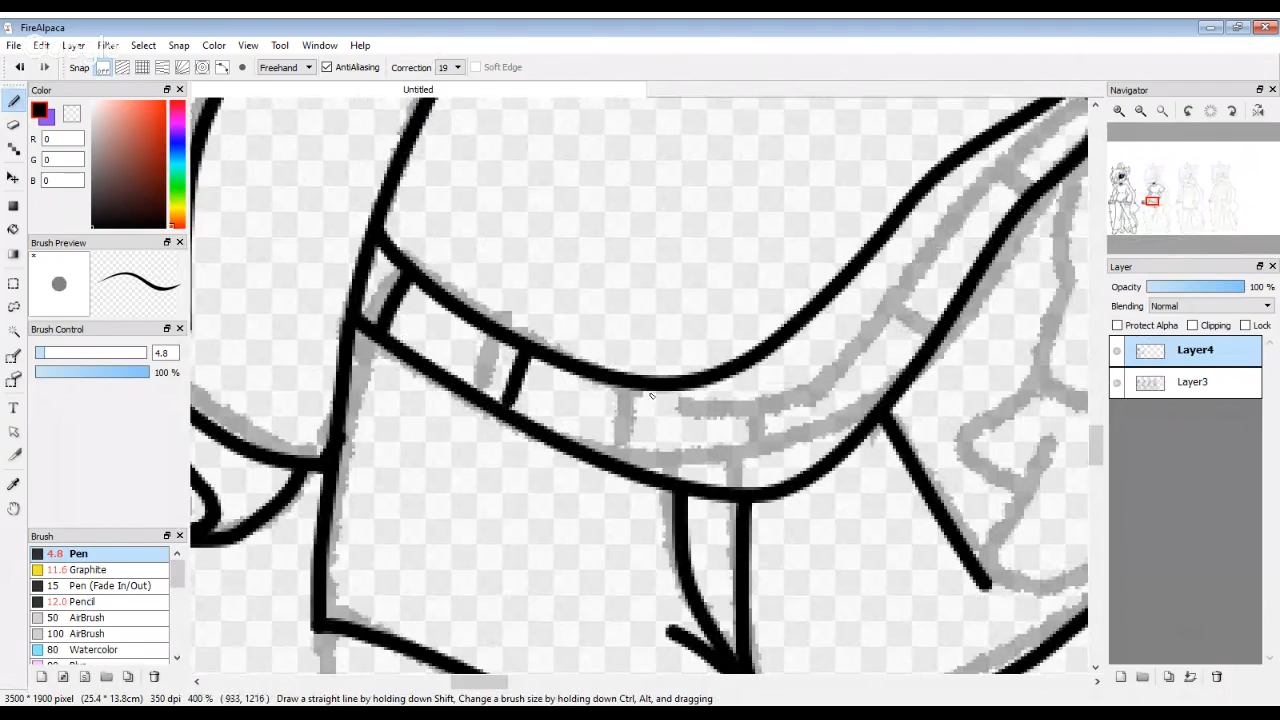 FireAlpaca
File Edit Layer Filter Select Snap Color View Tool Window Help
Snap OFF Freehand AntiAliasing Correction 19 Soft Edge
Color
Untitled
Navigator
R 0
G 0
B 0
Brush Preview
Layer
Opacity 100 %
Blending Normal
Protect Alpha Clipping Lock
Brush Control
4.8
100 %
Layer4
Layer3
Brush
4.8 Pen
11.6 Graphite
15 Pen (Fade In/Out)
12.0 Pencil
50 AirBrush
100 AirBrush
80 Watercolor
3500 * 1900 pixel (25.4 * 13.8cm) 350 dpi 400 % ( 933, 1216 ) Draw a straight line by holding down Shift, Change a brush size by holding down Ctrl, Alt, and dragging